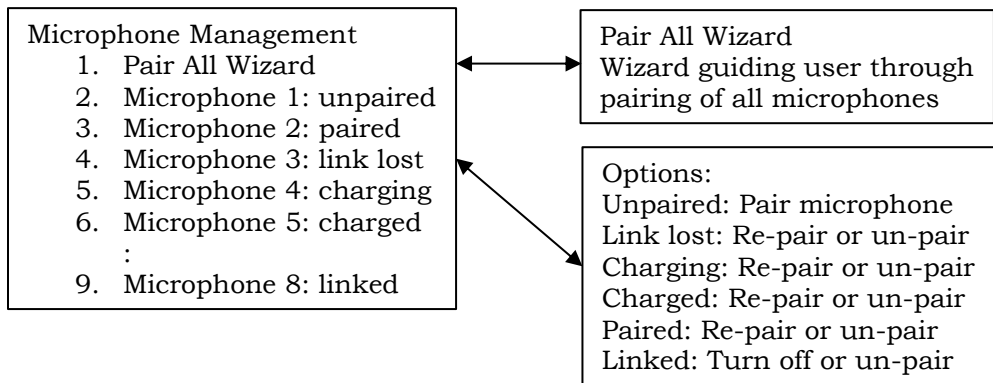 Microphone Management
1. Pair All Wizard
2. Microphone 1: unpaired
3. Microphone 2: paired
4. Microphone 3: link lost
5. Microphone 4: charging
6. Microphone 5: charged
:
9. Microphone 8: linked
Pair All Wizard
Wizard guiding user through
pairing of all microphones
Options:
Unpaired: Pair microphone
Link lost: Re-pair or un-pair
Charging: Re-pair or un-pair
Charged: Re-pair or un-pair
Paired: Re-pair or un-pair
Linked: Turn off or un-pair